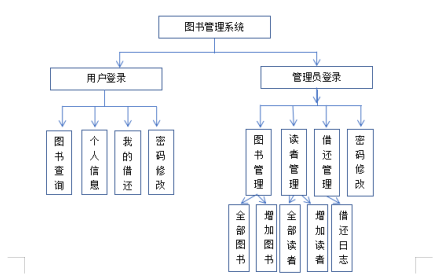 图书管理系统
用户登录
管理员登录
图书查询
个人信息
我的借还
密码修改
图书管理
读者管理
借还管理
密码修改
全部图书
增加图书
全部读者
增加读者
借还日志